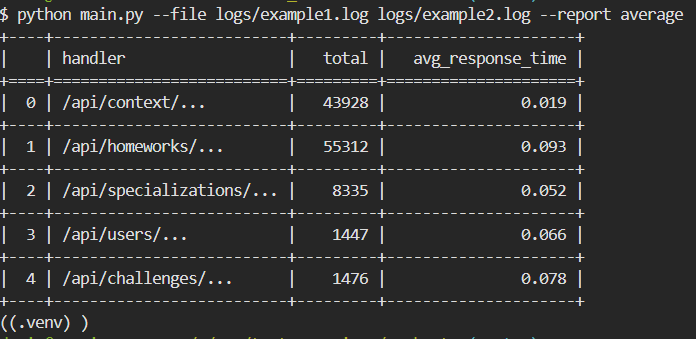 $ python main.py --file logs/example1.log logs/example2.log --report average
+----+---------------------------+---------+---------------------+
|    | handler                   |   total |   avg_response_time |
+====+===========================+=========+=====================+
|  0 | /api/context/...          |   43928 |               0.019 |
+----+---------------------------+---------+---------------------+
|  1 | /api/homeworks/...        |   55312 |               0.093 |
+----+---------------------------+---------+---------------------+
|  2 | /api/specializations/...  |    8335 |               0.052 |
+----+---------------------------+---------+---------------------+
|  3 | /api/users/...            |    1447 |               0.066 |
+----+---------------------------+---------+---------------------+
|  4 | /api/challenges/...       |    1476 |               0.078 |
+----+---------------------------+---------+---------------------+
((.venv) )